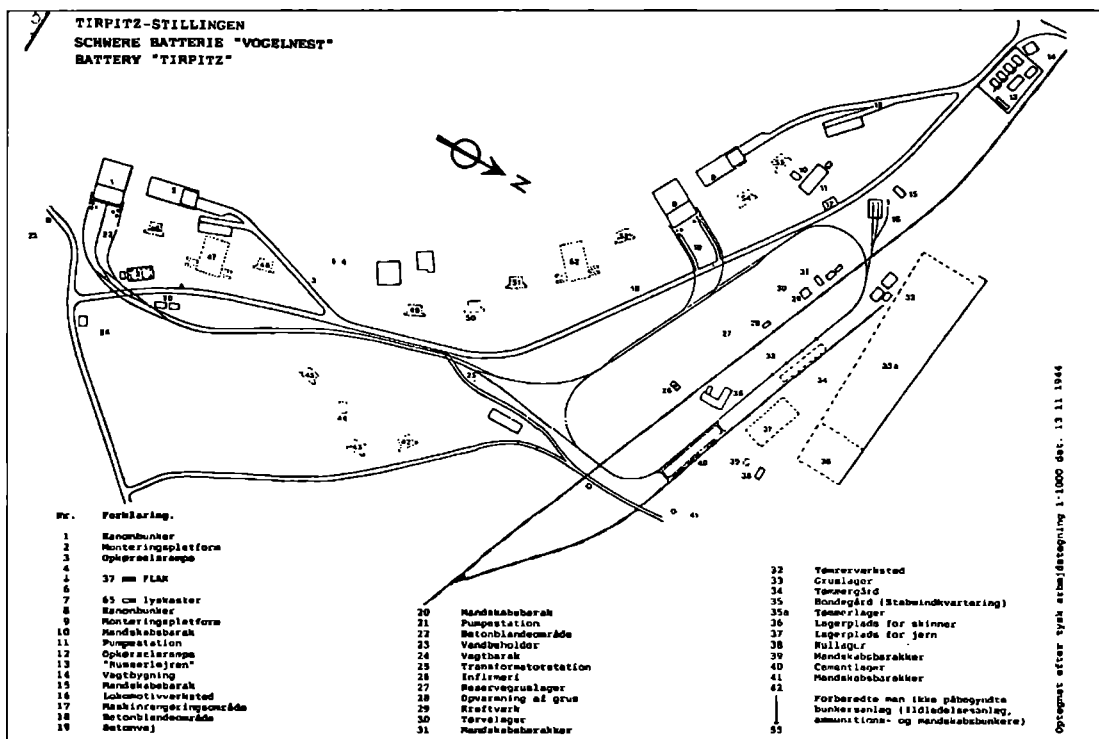 TIRPITZ-STILLINGEN
SCHWERE BATTERIE "VOGELNEST"
BATTERY "TIRPITZ"
N
Nr. Forklaring.
1 Kanonbunker
2 Monteringsplatform
3 Opkørselsrampe
4
↓ 37 mm FLAK
6
7 65 cm lyskaster
8 Kanonbunker
9 Monteringsplatform
10 Mandskabsbarak
11 Pumpestation
12 Opkørselsrampe
13 "Russerlejren"
14 Vagtbygning
15 Mandskabsbarak
16 Lokomotivværksted
17 Maskinrengøringsområde
18 Betonblandeområde
19 Betonvej
20 Mandskabsbarak
21 Pumpestation
22 Betonblandeområde
23 Vandbeholder
24 Vagtbarak
25 Transformatorstation
26 Infirmeri
27 Reservegruslager
28 Opvarmning af grus
29 Kraftværk
30 Tørvelager
31 Mandskabsbarakker
32 Tømrerværksted
33 Gruslager
34 Tømmergård
35 Bondegård (Stabsindkvartering)
35a Tømmerlager
36 Lagerplads for skinner
37 Lagerplads for jern
38 Kullager
39 Mandskabsbarakker
40 Cementlager
41 Mandskabsbarakker
42
↓ Forberedte men ikke påbegyndte
bunkersanlæg (Ildledelsesanlæg,
ammunitions- og mandskabsbunkere)
55
Optegnet efter tysk arbejdstegning 1-1000 dat. 13 11 1944